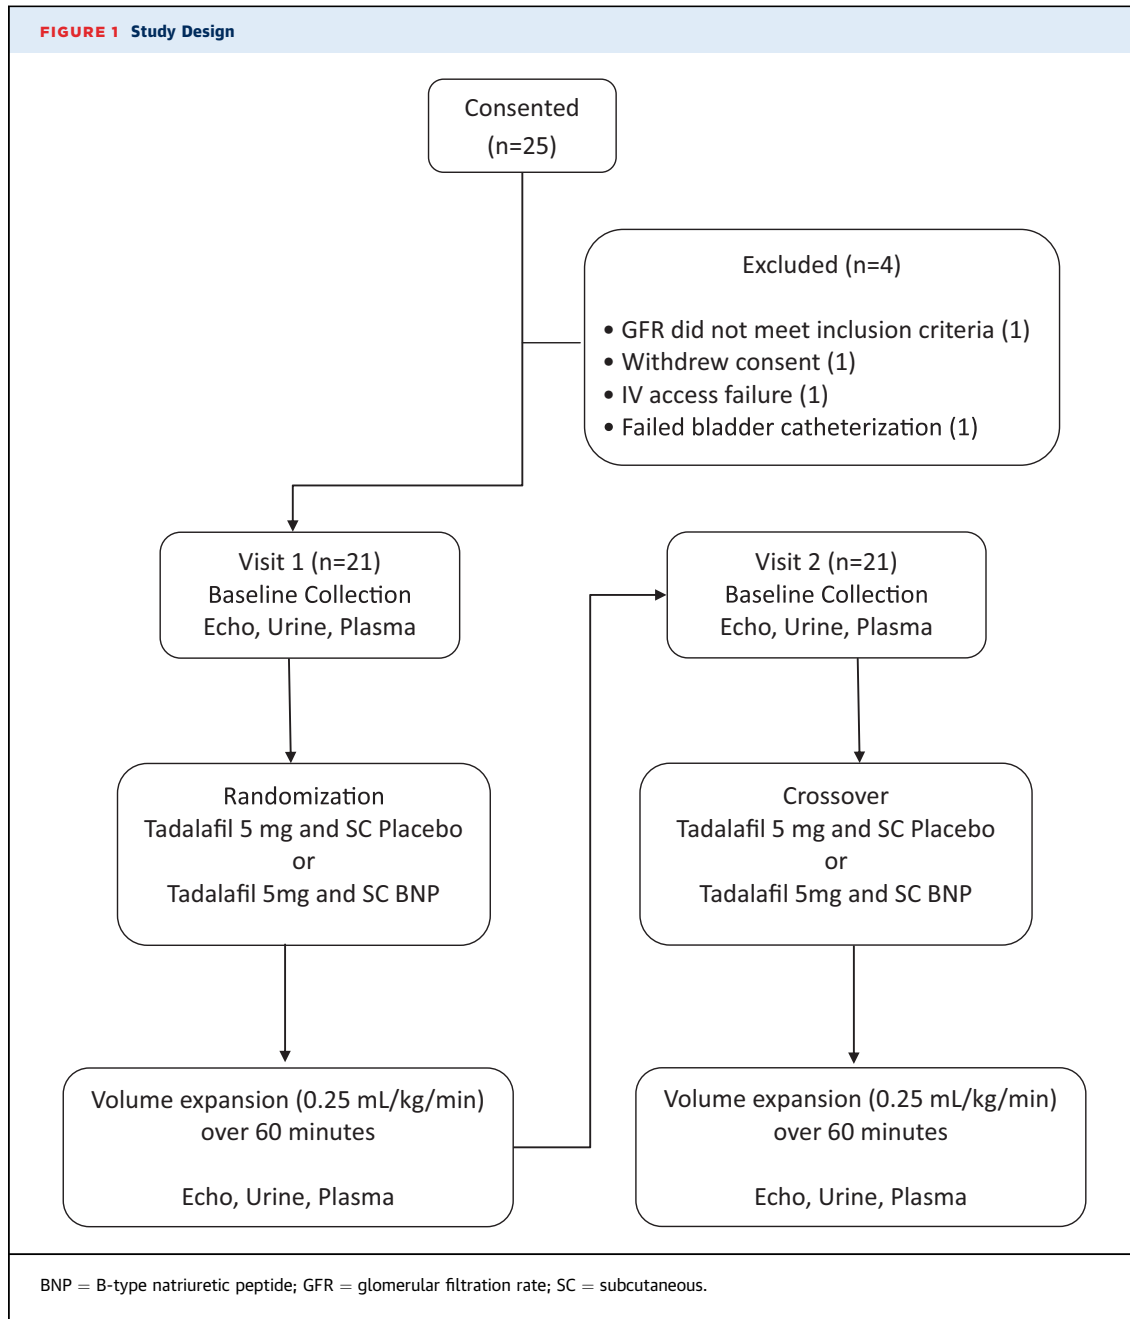 FIGURE 1 Study Design
Consented
(n=25)
Excluded (n=4)
• GFR did not meet inclusion criteria (1)
• Withdrew consent (1)
• IV access failure (1)
• Failed bladder catheterization (1)
Visit 1 (n=21)
Baseline Collection
Echo, Urine, Plasma
Randomization
Tadalafil 5 mg and SC Placebo
or
Tadalafil 5mg and SC BNP
Volume expansion (0.25 mL/kg/min)
over 60 minutes
Echo, Urine, Plasma
Visit 2 (n=21)
Baseline Collection
Echo, Urine, Plasma
Crossover
Tadalafil 5 mg and SC Placebo
or
Tadalafil 5mg and SC BNP
Volume expansion (0.25 mL/kg/min)
over 60 minutes
Echo, Urine, Plasma
BNP = B-type natriuretic peptide; GFR = glomerular filtration rate; SC = subcutaneous.